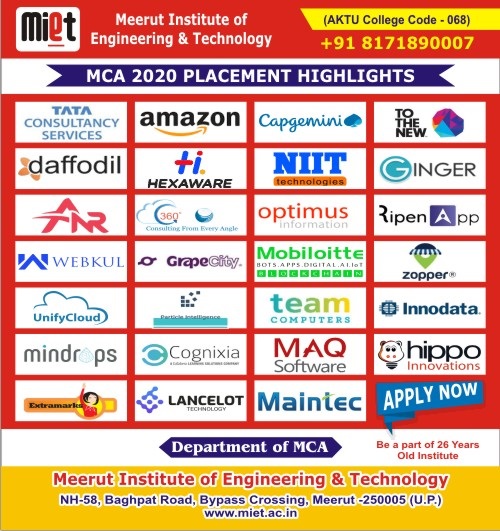 miet
Meerut Institute of
Engineering & Technology
(AKTU College Code - 068)
+91 8171890007
MCA 2020 PLACEMENT HIGHLIGHTS
TATA
CONSULTANCY
SERVICES
amazon
Capgemini
TO
THE
NEW
daffodil
Hi.
HEXAWARE
NIIT
technologies
GINGER
ANR
360°
Consulting From Every Angle
optimus
information
Ripen App
WEBKUL
GrapeCity
Mobiloitte
BOTS.APPS.DIGITAL.AI.IoT
BLOCKCHAIN
zopper®
UnifyCloud
Particle Intelligence
team
COMPUTERS
Innodata.
mindrops
Cognixia
MAQ
Software
hippo
Innovations
Extramarks
LANCELOT
TECHNOLOGY
Maintec
APPLY NOW
Department of MCA
Be a part of 26 Years
Old Institute
Meerut Institute of Engineering & Technology
NH-58, Baghpat Road, Bypass Crossing, Meerut -250005 (U.P.)
www.miet.ac.in